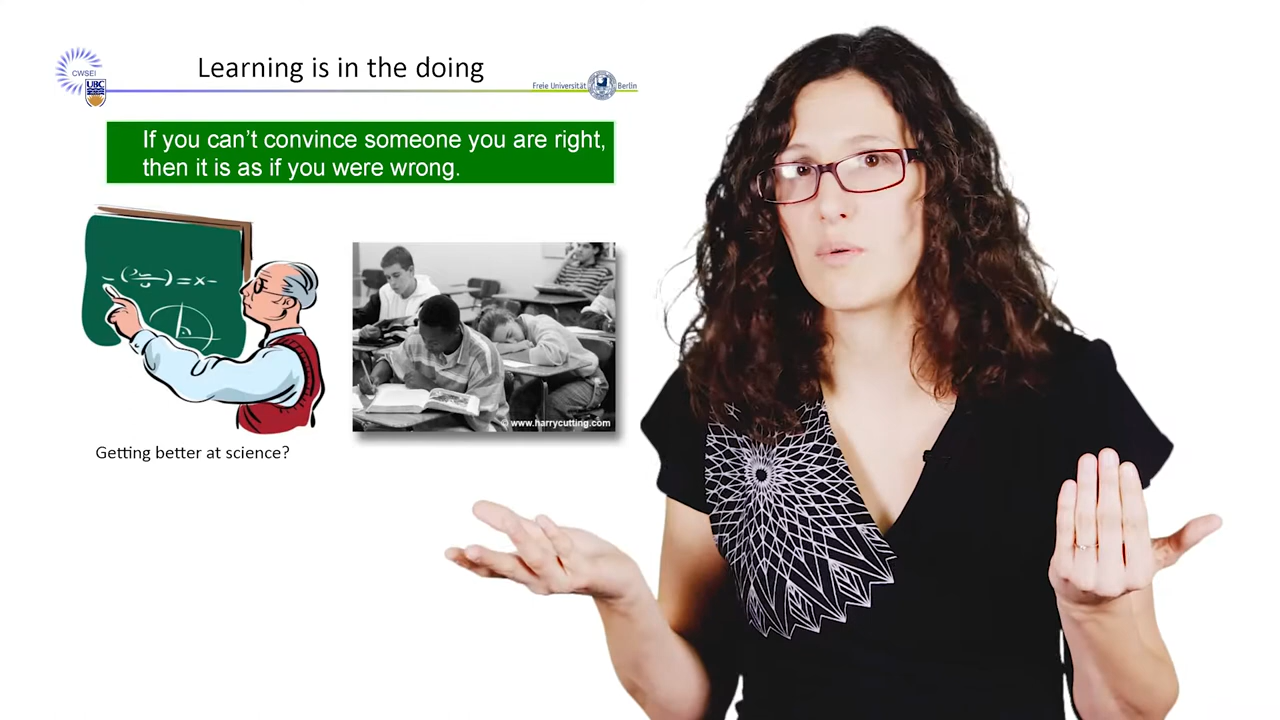 CWSEI
UBC
Learning is in the doing
Freie Universität Berlin
If you can't convince someone you are right,
then it is as if you were wrong.
© www.harrycutting.com
Getting better at science?